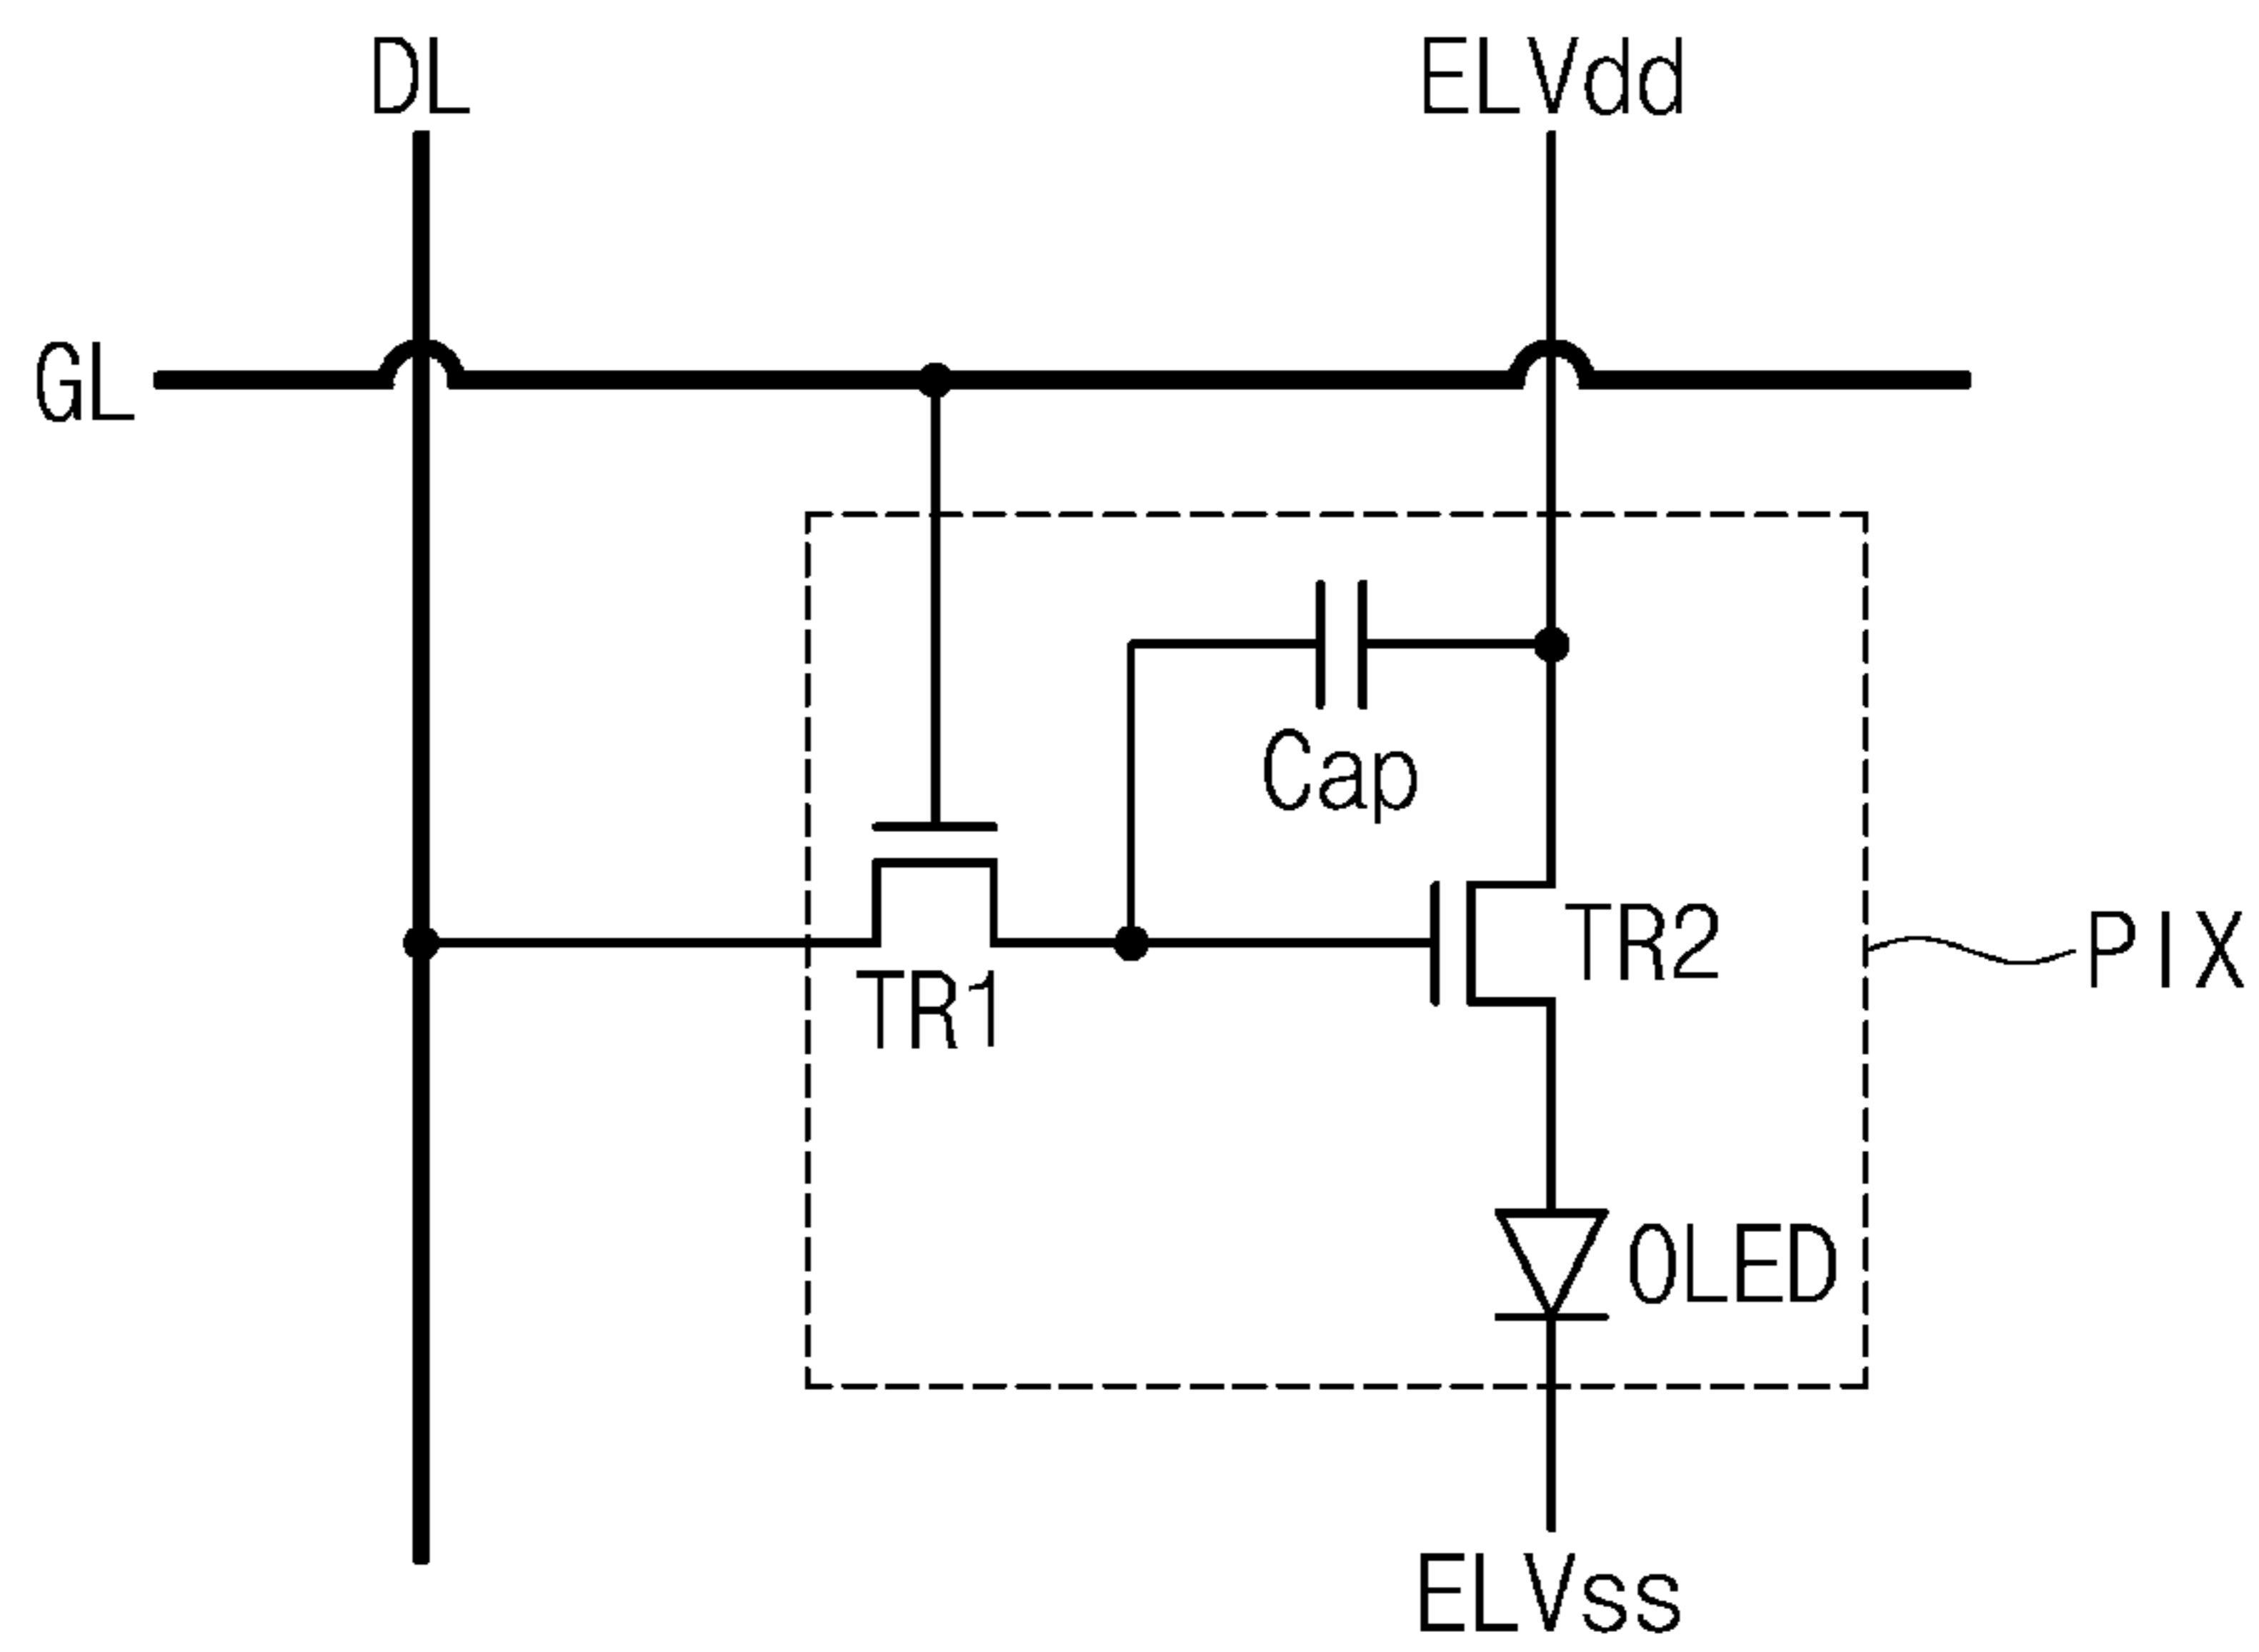 DL
ELVdd
GL
Cap
TR2
PIX
TR1
OLED
ELVss